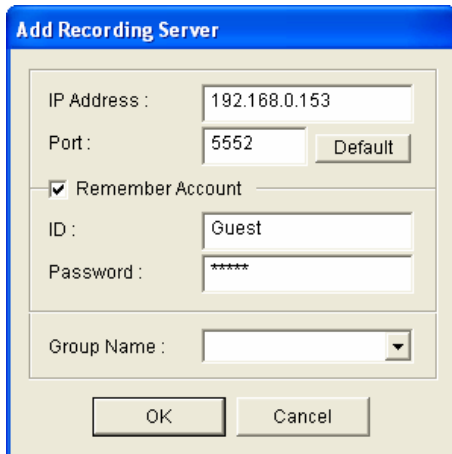 Add Recording Server
IP Address : 192.168.0.153
Port : 5552 Default
Remember Account
ID : Guest
Password : *****
Group Name :
OK Cancel